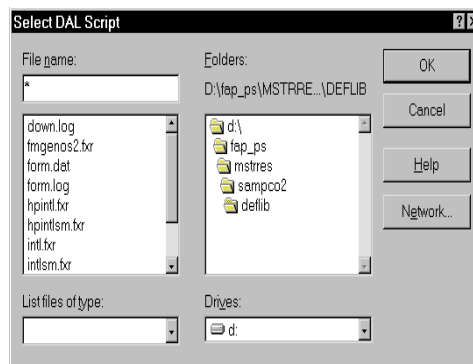 Select DAL Script
File name:
*
down.log
fmgenos2.fxr
form.dat
form.log
hpintl.fxr
hpintlsm.fxr
intl.fxr
intlsm.fxr
List files of type:
Folders:
D:\fap_ps\MSTRRE...\DEFLIB
d:\
fap_ps
mstrres
sampco2
deflib
Drives:
d:
OK
Cancel
Help
Network...